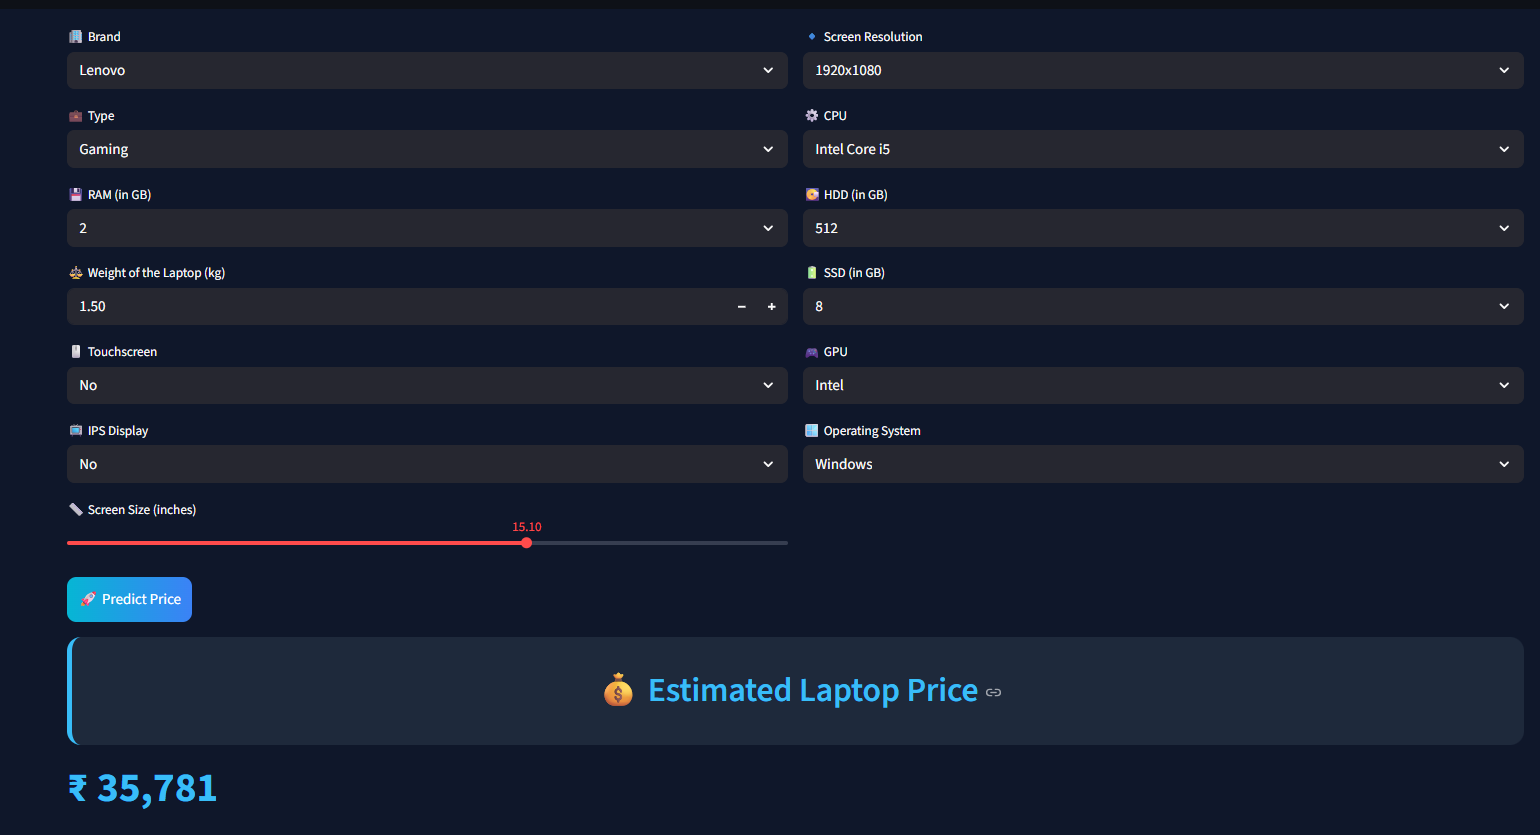 Brand
Lenovo
Screen Resolution
1920x1080
Type
Gaming
CPU
Intel Core i5
RAM (in GB)
2
HDD (in GB)
512
Weight of the Laptop (kg)
1.50
SSD (in GB)
8
Touchscreen
No
GPU
Intel
IPS Display
No
Operating System
Windows
Screen Size (inches)
15.10
Predict Price
Estimated Laptop Price
₹ 35,781